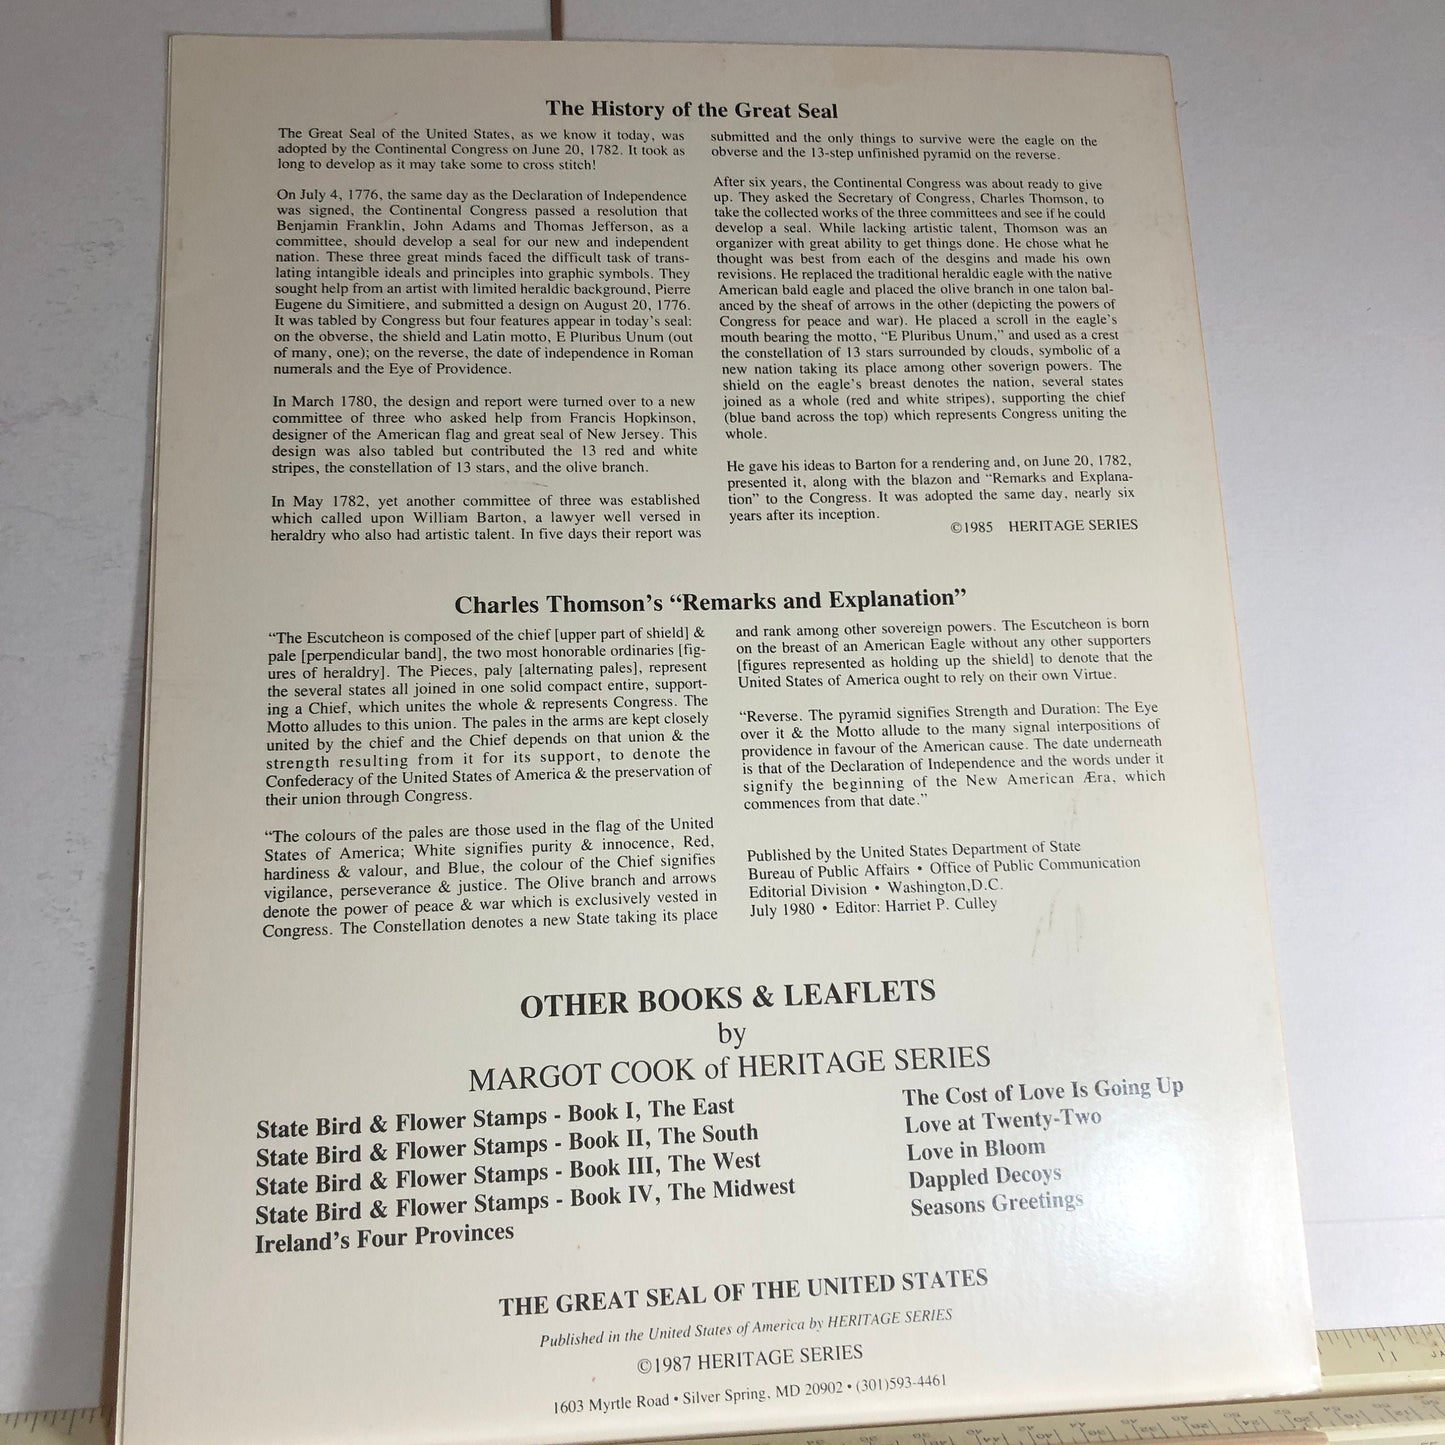 The History of the Great Seal
The Great Seal of the United States, as we know it today, was
adopted by the Continental Congress on June 20, 1782. It took as
long to develop as it may take some to cross stitch!
On July 4, 1776, the same day as the Declaration of Independence
was signed, the Continental Congress passed a resolution that
Benjamin Franklin, John Adams and Thomas Jefferson, as a
committee, should develop a seal for our new and independent
nation. These three great minds faced the difficult task of trans-
lating intangible ideals and principles into graphic symbols. They
sought help from an artist with limited heraldic background, Pierre
Eugene du Simitiere, and submitted a design on August 20, 1776.
It was tabled by Congress but four features appear in today's seal:
on the obverse, the shield and Latin motto, E Pluribus Unum (out
of many, one); on the reverse, the date of independence in Roman
numerals and the Eye of Providence.
In March 1780, the design and report were turned over to a new
committee of three who asked help from Francis Hopkinson,
designer of the American flag and great seal of New Jersey. This
design was also tabled but contributed the 13 red and white
stripes, the constellation of 13 stars, and the olive branch.
In May 1782, yet another committee of three was established
which called upon William Barton, a lawyer well versed in
heraldry who also had artistic talent. In five days their report was
submitted and the only things to survive were the eagle on the
obverse and the 13-step unfinished pyramid on the reverse.
After six years, the Continental Congress was about ready to give
up. They asked the Secretary of Congress, Charles Thomson, to
take the collected works of the three committees and see if he could
develop a seal. While lacking artistic talent, Thomson was an
organizer with great ability to get things done. He chose what he
thought was best from each of the desgins and made his own
revisions. He replaced the traditional heraldic eagle with the native
American bald eagle and placed the olive branch in one talon bal-
anced by the sheaf of arrows in the other (depicting the powers of
Congress for peace and war). He placed a scroll in the eagle's
mouth bearing the motto, "E Pluribus Unum," and used as a crest
the constellation of 13 stars surrounded by clouds, symbolic of a
new nation taking its place among other soverign powers. The
shield on the eagle's breast denotes the nation, several states
joined as a whole (red and white stripes), supporting the chief
(blue band across the top) which represents Congress uniting the
whole.
He gave his ideas to Barton for a rendering and, on June 20, 1782,
presented it, along with the blazon and "Remarks and Explana-
tion" to the Congress. It was adopted the same day, nearly six
years after its inception.
©1985 HERITAGE SERIES
Charles Thomson's "Remarks and Explanation"
"The Escutcheon is composed of the chief [upper part of shield] &
pale [perpendicular band], the two most honorable ordinaries [fig-
ures of heraldry]. The Pieces, paly [alternating pales], represent
the several states all joined in one solid compact entire, support-
ing a Chief, which unites the whole & represents Congress. The
Motto alludes to this union. The pales in the arms are kept closely
united by the chief and the Chief depends on that union & the
strength resulting from it for its support, to denote the
Confederacy of the United States of America & the preservation of
their union through Congress.
"The colours of the pales are those used in the flag of the United
States of America; White signifies purity & innocence, Red,
hardiness & valour, and Blue, the colour of the Chief signifies
vigilance, perseverance & justice. The Olive branch and arrows
denote the power of peace & war which is exclusively vested in
Congress. The Constellation denotes a new State taking its place
and rank among other sovereign powers. The Escutcheon is born
on the breast of an American Eagle without any other supporters
[figures represented as holding up the shield] to denote that the
United States of America ought to rely on their own Virtue.
"Reverse. The pyramid signifies Strength and Duration: The Eye
over it & the Motto allude to the many signal interpositions of
providence in favour of the American cause. The date underneath
is that of the Declaration of Independence and the words under it
signify the beginning of the New American Æra, which
commences from that date."
Published by the United States Department of State
Bureau of Public Affairs • Office of Public Communication
Editorial Division • Washington,D.C.
July 1980 • Editor: Harriet P. Culley
OTHER BOOKS & LEAFLETS
by
MARGOT COOK of HERITAGE SERIES
State Bird & Flower Stamps - Book I, The East
State Bird & Flower Stamps - Book II, The South
State Bird & Flower Stamps - Book III, The West
State Bird & Flower Stamps - Book IV, The Midwest
Ireland's Four Provinces
The Cost of Love Is Going Up
Love at Twenty-Two
Love in Bloom
Dappled Decoys
Seasons Greetings
THE GREAT SEAL OF THE UNITED STATES
Published in the United States of America by HERITAGE SERIES
©1987 HERITAGE SERIES
1603 Myrtle Road • Silver Spring, MD 20902 • (301)593-4461